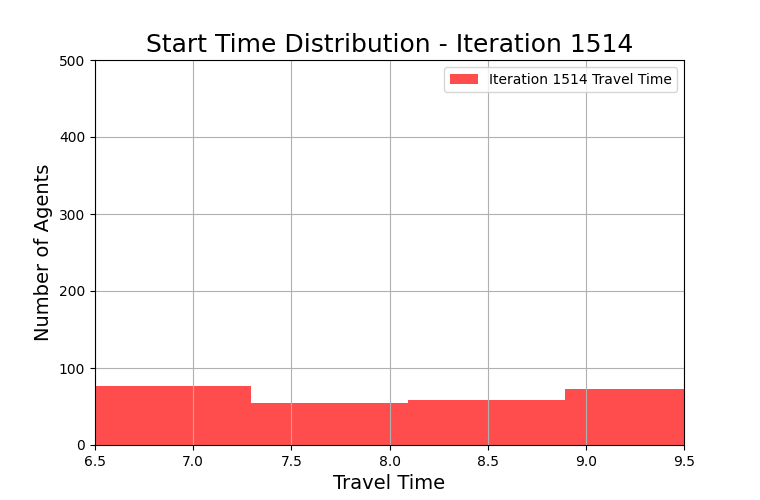 Start Time Distribution - Iteration 1514
Iteration 1514 Travel Time
Number of Agents
500
400
300
200
100
0
6.5 7.0 7.5 8.0 8.5 9.0 9.5
Travel Time